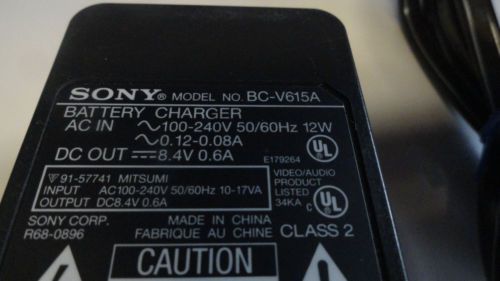 SONY® MODEL NO. BC-V615A
BATTERY CHARGER
AC IN ～100-240V 50/60Hz 12W
～0.12-0.08A
DC OUT ⎓8.4V 0.6A
UL
E179264
91-57741 MITSUMI
INPUT AC100-240V 50/60Hz 10-17VA
OUTPUT DC8.4V 0.6A
VIDEO/AUDIO
PRODUCT
LISTED
34KA
C UL
SONY CORP. MADE IN CHINA
R68-0896 FABRIQUE AU CHINE CLASS 2
CAUTION